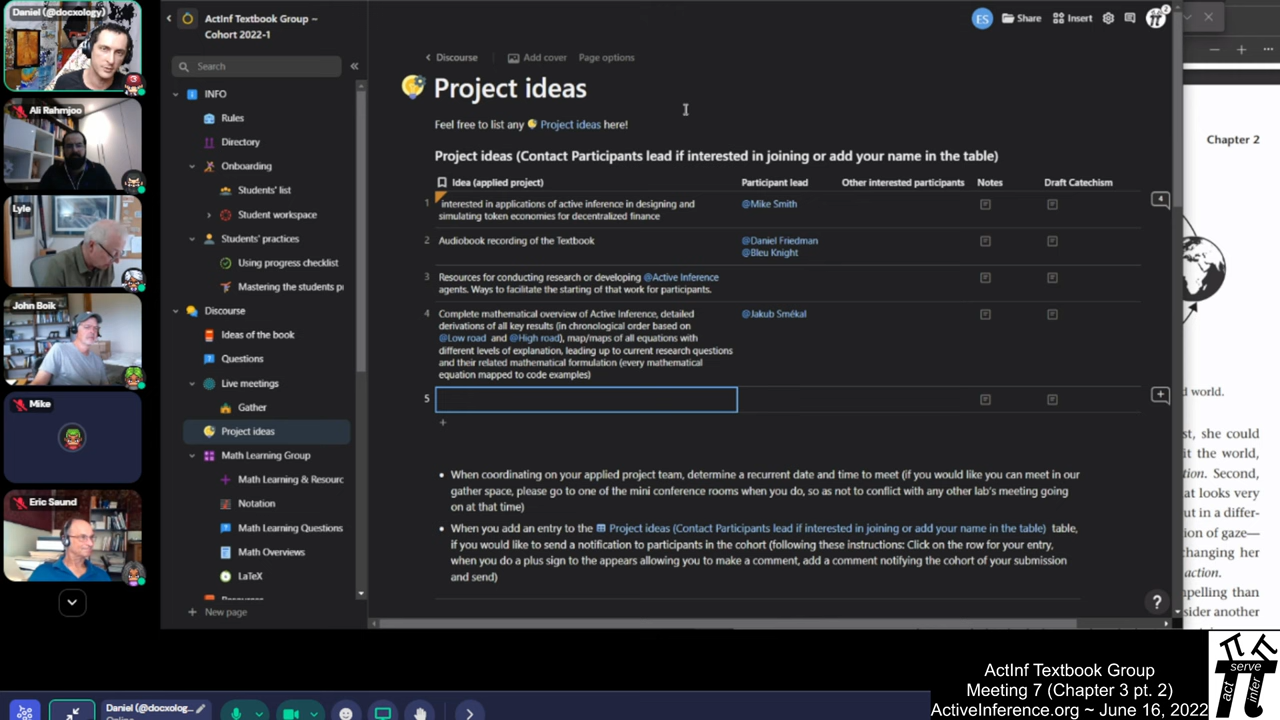 Daniel (@docxology)
Ali Rahmjoo
Lyle
John Boik
Mike
Eric Saund
ActInf Textbook Group ~
Cohort 2022-1
Search
INFO
Rules
Directory
Onboarding
Students' list
Student workspace
Students' practices
Using progress checklist
Mastering the students pr
Discourse
Ideas of the book
Questions
Live meetings
Gather
Project ideas
Math Learning Group
Math Learning & Resourc
Notation
Math Learning Questions
Math Overviews
LaTeX
New page
ES
Share
Insert
2
Discourse
Add cover
Page options
Project ideas
Feel free to list any Project ideas here!
Project ideas (Contact Participants lead if interested in joining or add your name in the table)
Idea (applied project)
Participant lead
Other interested participants
Notes
Draft Catechism
1
interested in applications of active inference in designing and
simulating token economies for decentralized finance
@Mike Smith
4
2
Audiobook recording of the Textbook
@Daniel Friedman
@Bleu Knight
3
Resources for conducting research or developing @Active Inference
agents. Ways to facilitate the starting of that work for participants.
4
Complete mathematical overview of Active Inference, detailed
derivations of all key results (in chronological order based on
@Low road and @High road), map/maps of all equations with
different levels of explanation, leading up to current research questions
and their related mathematical formulation (every mathematical
equation mapped to code examples)
@Jakub Smékal
5
When coordinating on your applied project team, determine a recurrent date and time to meet (if you would like you can meet in our
gather space, please go to one of the mini conference rooms when you do, so as not to conflict with any other lab's meeting going
on at that time)
When you add an entry to the Project ideas (Contact Participants lead if interested in joining or add your name in the table) table,
if you would like to send a notification to participants in the cohort (following these instructions: Click on the row for your entry,
when you do a plus sign to the appears allowing you to make a comment, add a comment notifying the cohort of your submission
and send)
?
Chapter 2
d world.
st, she could
it the world,
tion. Second,
at looks very
ut in a differ-
ion of gaze—
changing her
action.
pelling than
sider another
Daniel (@docxolog...
Online
ActInf Textbook Group
Meeting 7 (Chapter 3 pt. 2)
ActiveInference.org ~ June 16, 2022
serve
act
infer